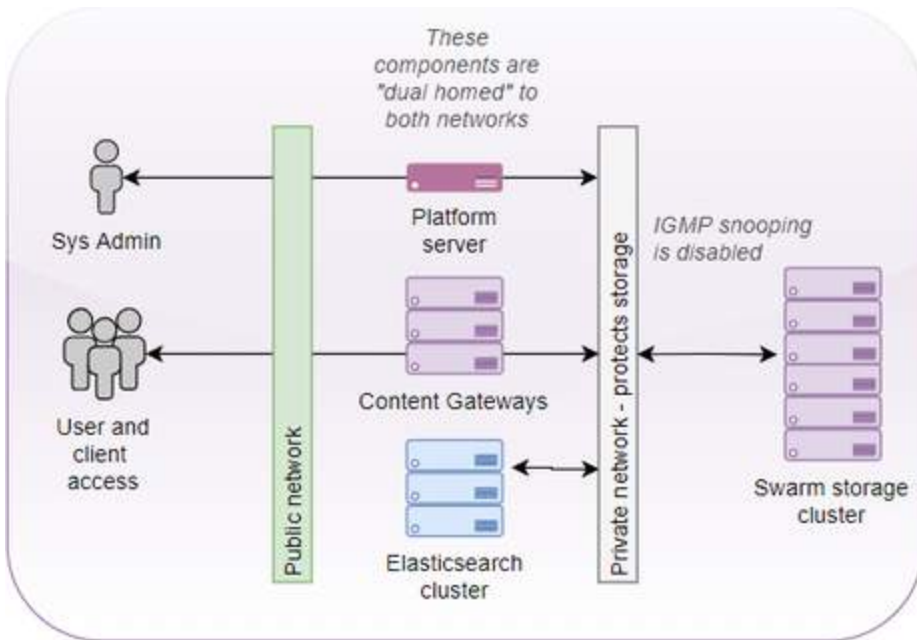 These
components are
"dual homed" to
both networks
Sys Admin
Platform
server
IGMP snooping
is disabled
User and
client
access
Content Gateways
Public network
Private network - protects storage
Elasticsearch
cluster
Swarm storage
cluster